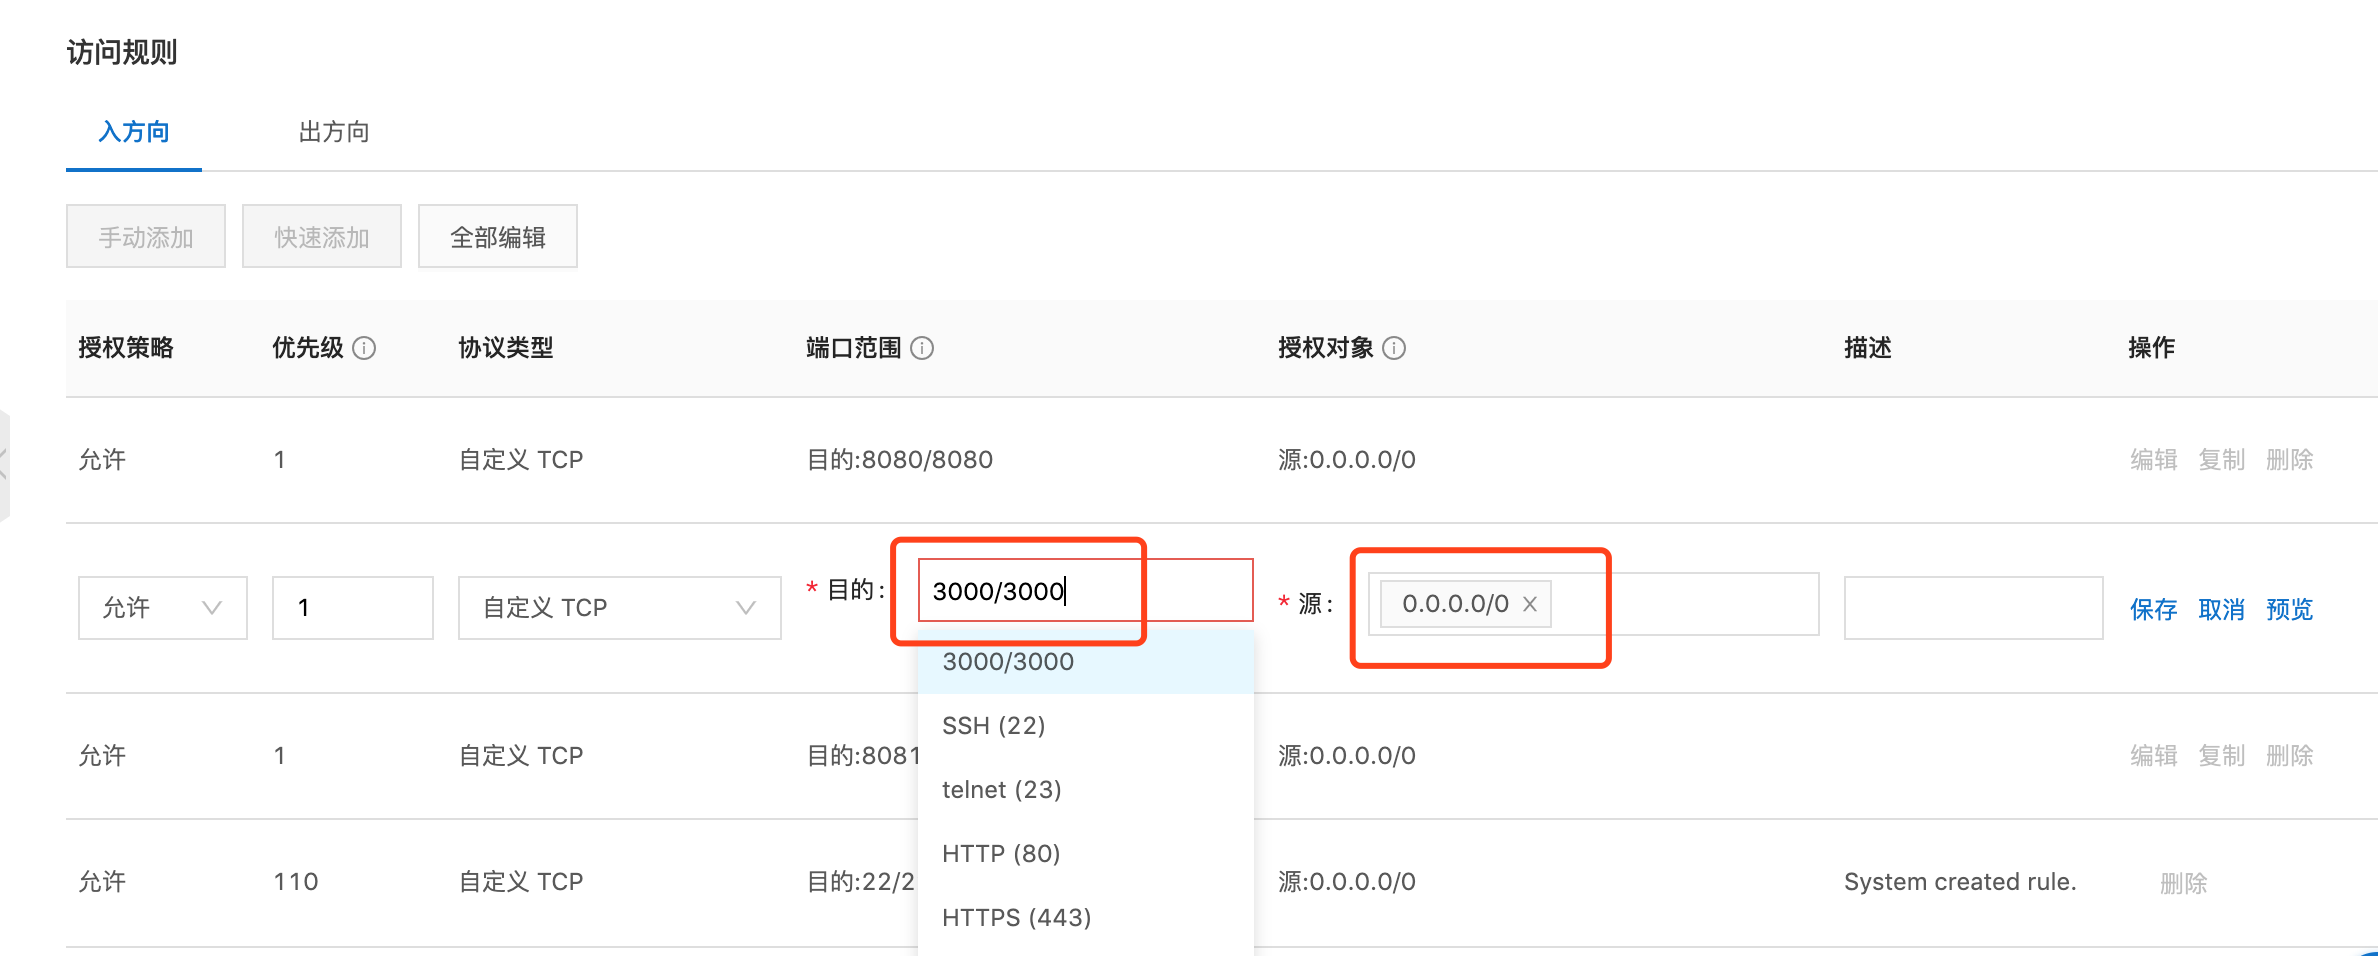 访问规则
入方向 出方向
手动添加 快速添加 全部编辑
授权策略 优先级 协议类型 端口范围 授权对象 描述 操作
允许 1 自定义 TCP 目的:8080/8080 源:0.0.0.0/0 编辑 复制 删除
允许 1 自定义 TCP * 目的: 3000/3000 * 源: 0.0.0.0/0 保存 取消 预览
3000/3000
SSH (22)
telnet (23)
HTTP (80)
HTTPS (443)
允许 1 自定义 TCP 目的:8081 源:0.0.0.0/0 编辑 复制 删除
允许 110 自定义 TCP 目的:22/2 源:0.0.0.0/0 System created rule. 删除